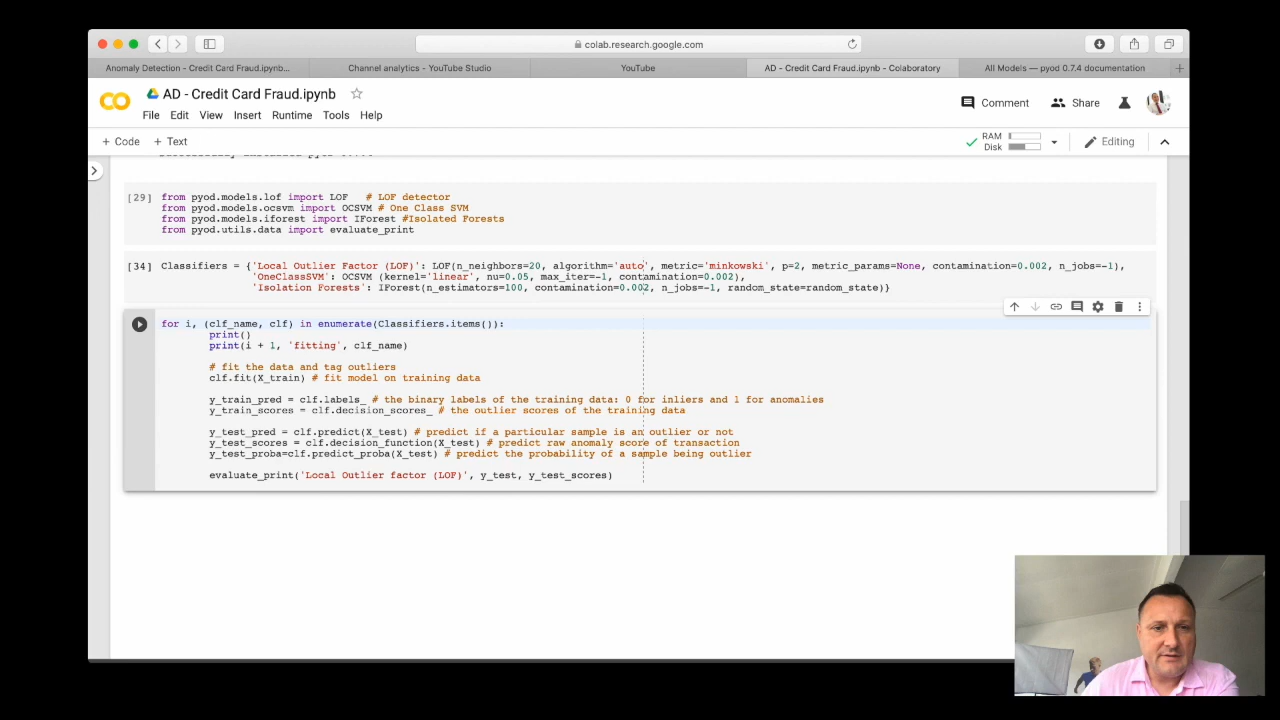 colab.research.google.com
Anomaly Detection - Credit Card Fraud.ipynb...
Channel analytics - YouTube Studio
YouTube
AD - Credit Card Fraud.ipynb - Colaboratory
All Models — pyod 0.7.4 documentation
AD - Credit Card Fraud.ipynb
Comment
Share
File Edit View Insert Runtime Tools Help
+ Code + Text
RAM
Disk
Editing
[29] from pyod.models.lof import LOF # LOF detector
from pyod.models.ocsvm import OCSVM # One Class SVM
from pyod.models.iforest import IForest #Isolated Forests
from pyod.utils.data import evaluate_print
[34] Classifiers = {'Local Outlier Factor (LOF)': LOF(n_neighbors=20, algorithm='auto', metric='minkowski', p=2, metric_params=None, contamination=0.002, n_jobs=-1),
'OneClassSVM': OCSVM (kernel='linear', nu=0.05, max_iter=-1, contamination=0.002),
'Isolation Forests': IForest(n_estimators=100, contamination=0.002, n_jobs=-1, random_state=random_state)}
for i, (clf_name, clf) in enumerate(Classifiers.items()):
print()
print(i + 1, 'fitting', clf_name)
# fit the data and tag outliers
clf.fit(X_train) # fit model on training data
y_train_pred = clf.labels_ # the binary labels of the training data: 0 for inliers and 1 for anomalies
y_train_scores = clf.decision_scores_ # the outlier scores of the training data
y_test_pred = clf.predict(X_test) # predict if a particular sample is an outlier or not
y_test_scores = clf.decision_function(X_test) # predict raw anomaly score of transaction
y_test_proba=clf.predict_proba(X_test) # predict the probability of a sample being outlier
evaluate_print('Local Outlier factor (LOF)', y_test, y_test_scores)